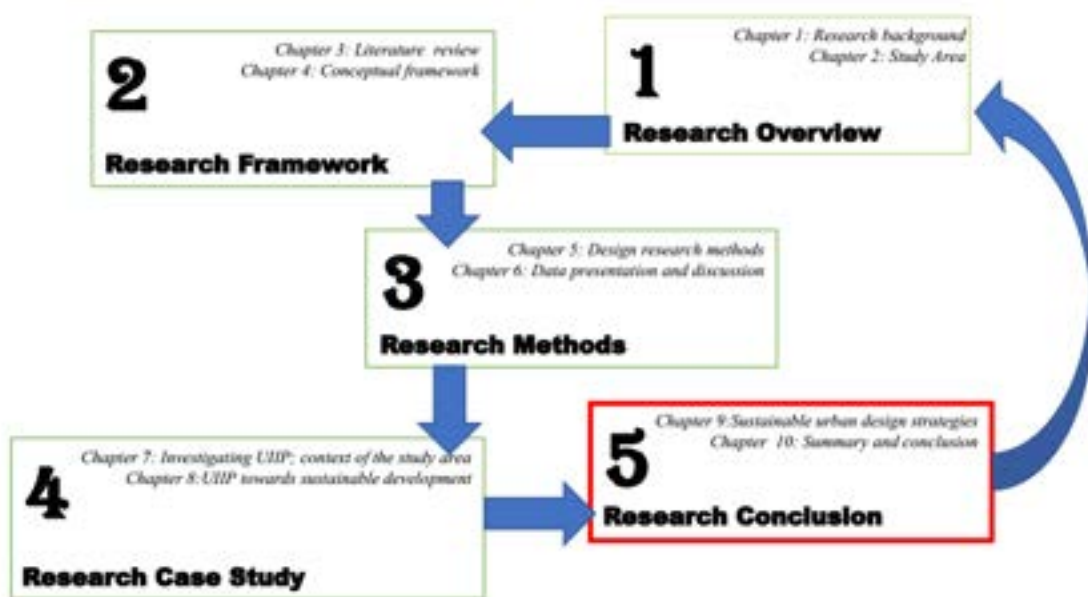 1
Chapter 1: Research background
Chapter 2: Study Area
Research Overview
2
Chapter 3: Literature review
Chapter 4: Conceptual framework
Research Framework
3
Chapter 5: Design research methods
Chapter 6: Data presentation and discussion
Research Methods
4
Chapter 7: Investigating UIIP; context of the study area
Chapter 8:UIIP towards sustainable development
Research Case Study
5
Chapter 9:Sustainable urban design strategies
Chapter 10: Summary and conclusion
Research Conclusion